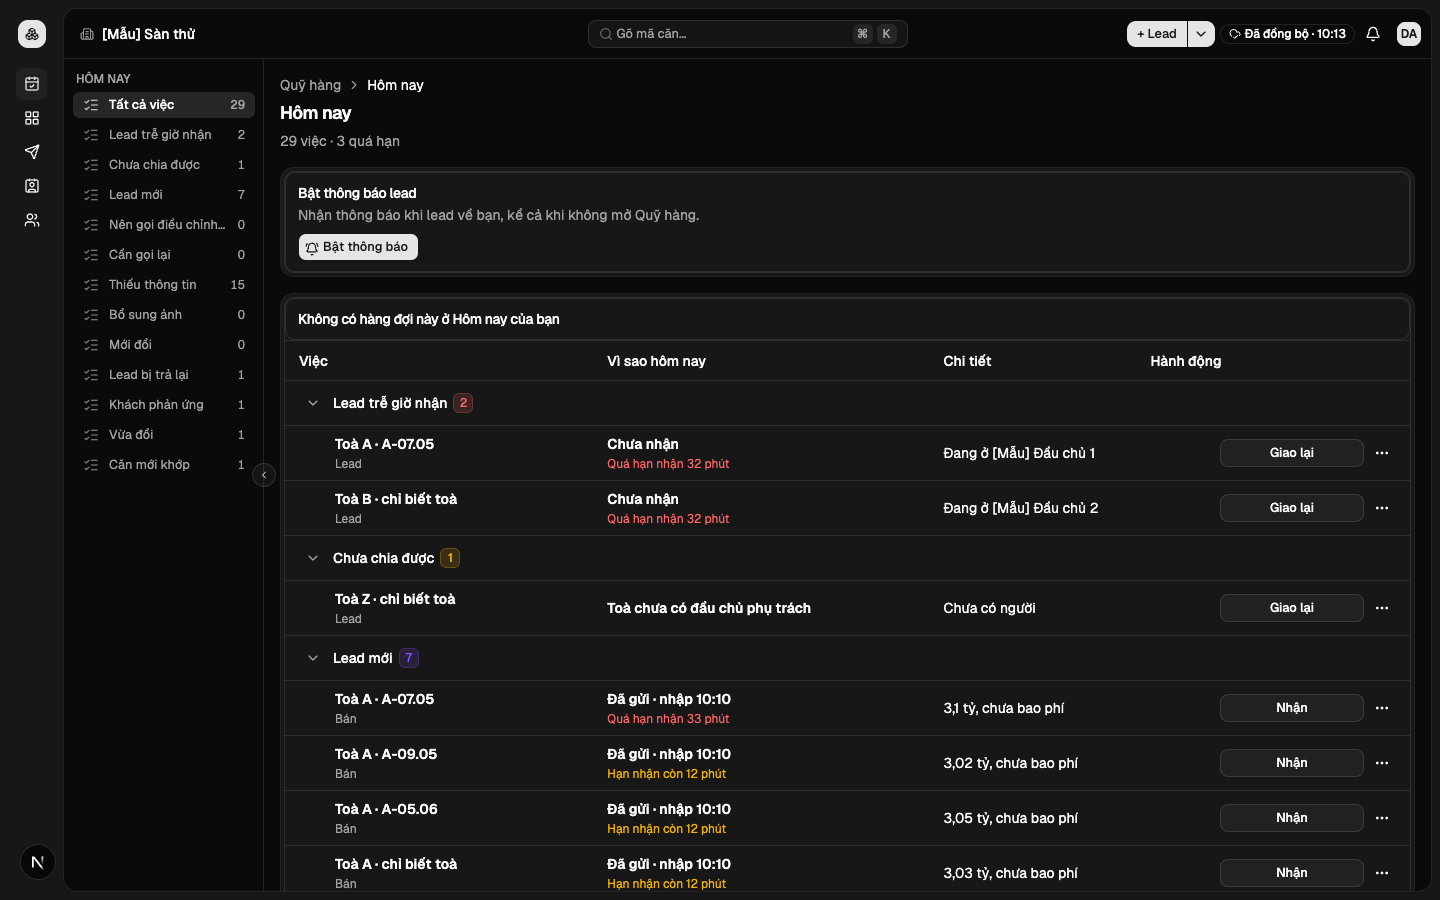 [Mẫu] Sàn thử
Gõ mã căn...
⌘ K
+ Lead
Đã đồng bộ · 10:13
DA
HÔM NAY
Tất cả việc 29
Lead trễ giờ nhận 2
Chưa chia được 1
Lead mới 7
Nên gọi điều chỉnh... 0
Cần gọi lại 0
Thiếu thông tin 15
Bổ sung ảnh 0
Mới đổi 0
Lead bị trả lại 1
Khách phản ứng 1
Vừa đổi 1
Căn mới khớp 1
N
Quỹ hàng > Hôm nay
Hôm nay
29 việc · 3 quá hạn
Bật thông báo lead
Nhận thông báo khi lead về bạn, kể cả khi không mở Quỹ hàng.
Bật thông báo
Không có hàng đợi này ở Hôm nay của bạn
Việc Vì sao hôm nay Chi tiết Hành động
Lead trễ giờ nhận 2
Toà A · A-07.05 Chưa nhận Đang ở [Mẫu] Đầu chủ 1 Giao lại
Lead Quá hạn nhận 32 phút
Toà B · chỉ biết toà Chưa nhận Đang ở [Mẫu] Đầu chủ 2 Giao lại
Lead Quá hạn nhận 32 phút
Chưa chia được 1
Toà Z · chỉ biết toà Toà chưa có đầu chủ phụ trách Chưa có người Giao lại
Lead
Lead mới 7
Toà A · A-07.05 Đã gửi · nhập 10:10 3,1 tỷ, chưa bao phí Nhận
Bán Quá hạn nhận 33 phút
Toà A · A-09.05 Đã gửi · nhập 10:10 3,02 tỷ, chưa bao phí Nhận
Bán Hạn nhận còn 12 phút
Toà A · A-05.06 Đã gửi · nhập 10:10 3,05 tỷ, chưa bao phí Nhận
Bán Hạn nhận còn 12 phút
Toà A · chỉ biết toà Đã gửi · nhập 10:10 3,03 tỷ, chưa bao phí Nhận
Bán Hạn nhận còn 12 phút